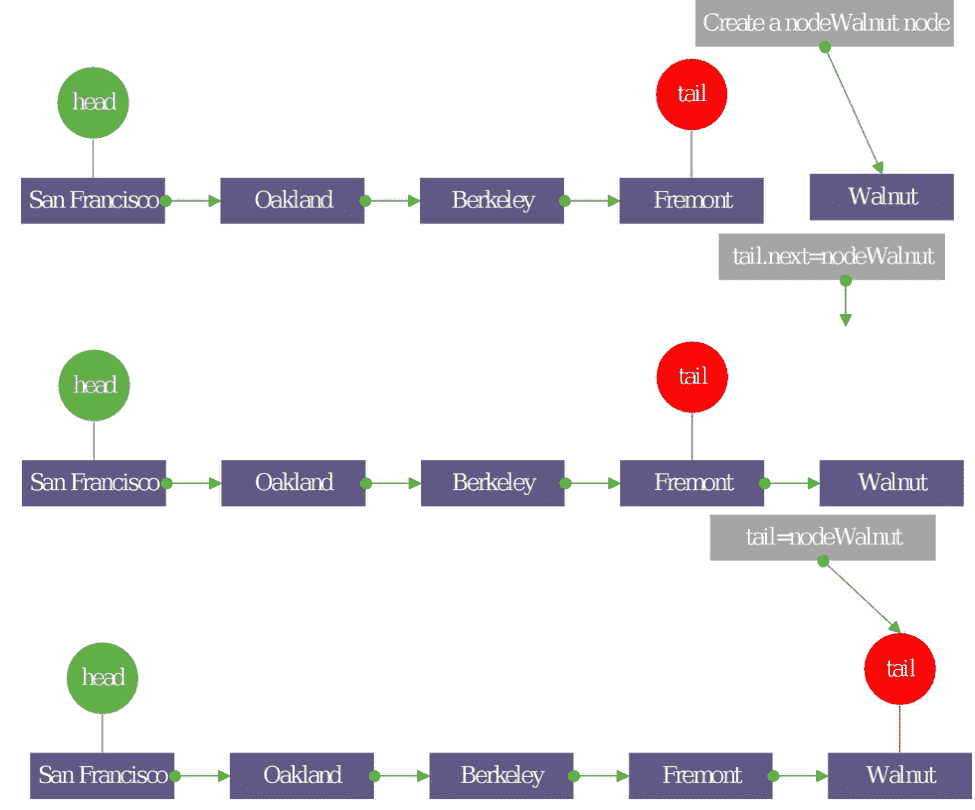 Create a nodeWalnut node
head
tail
San Francisco
Oakland
Berkeley
Fremont
Walnut
tail.next=nodeWalnut
head
tail
San Francisco
Oakland
Berkeley
Fremont
Walnut
tail=nodeWalnut
head
tail
San Francisco
Oakland
Berkeley
Fremont
Walnut